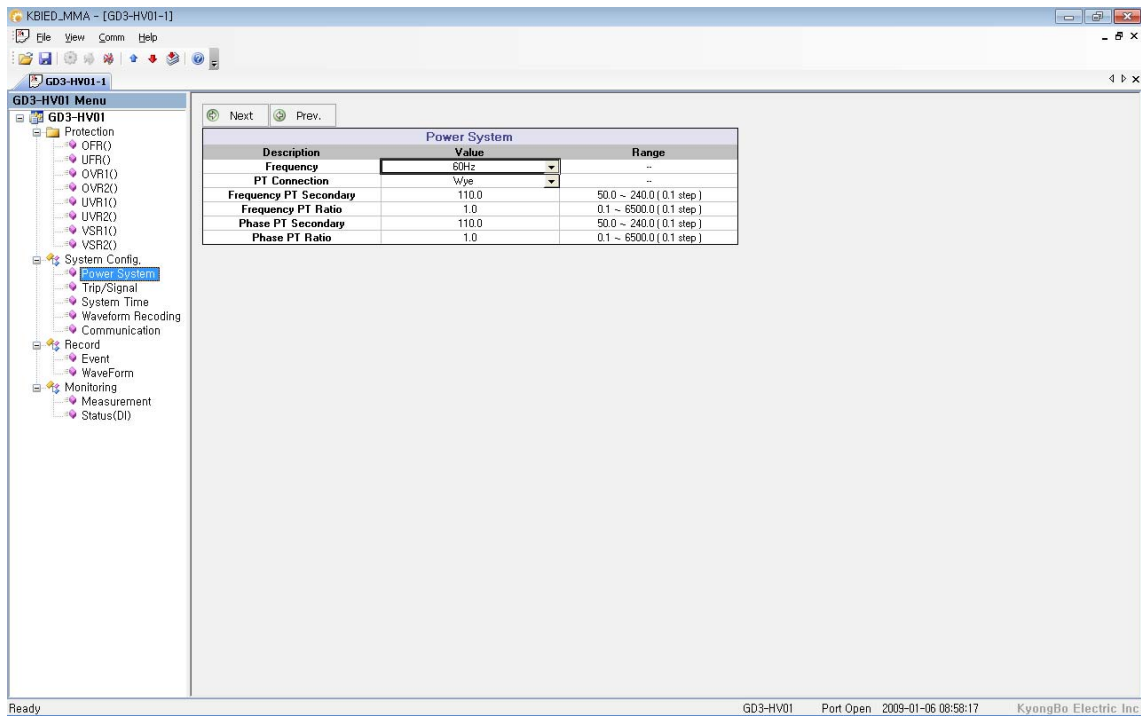 KBIED_MMA - [GD3-HV01-1]
File View Comm Help
GD3-HV01-1
GD3-HV01 Menu
GD3-HV01
Protection
OFR()
UFR()
OVR1()
OVR2()
UVR1()
UVR2()
VSR1()
VSR2()
System Config.
Power System
Trip/Signal
System Time
Waveform Recoding
Communication
Record
Event
WaveForm
Monitoring
Measurement
Status(DI)
Next Prev.
Power System
Description Value Range
Frequency 60Hz --
PT Connection Wye --
Frequency PT Secondary 110.0 50.0 ~ 240.0 ( 0.1 step )
Frequency PT Ratio 1.0 0.1 ~ 6500.0 ( 0.1 step )
Phase PT Secondary 110.0 50.0 ~ 240.0 ( 0.1 step )
Phase PT Ratio 1.0 0.1 ~ 6500.0 ( 0.1 step )
Ready GD3-HV01 Port Open 2009-01-06 08:58:17 KyongBo Electric Inc